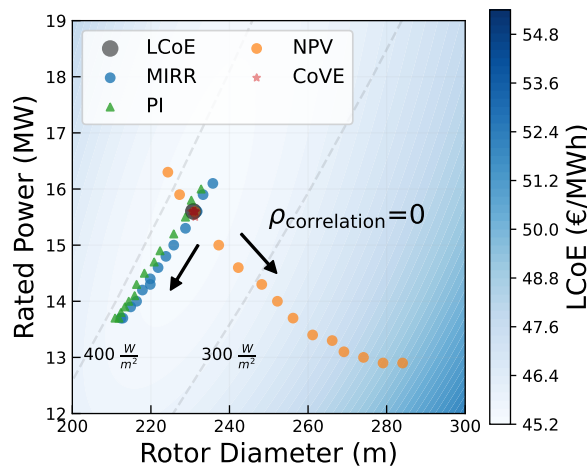 19
18
17
16
15
14
13
12
Rated Power (MW)
LCoE
MIRR
PI
NPV
CoVE
ρcorrelation=0
400 W/m²
300 W/m²
200 220 240 260 280 300
Rotor Diameter (m)
54.8
53.6
52.4
51.2
50.0
48.8
47.6
46.4
45.2
LCoE (€/MWh)